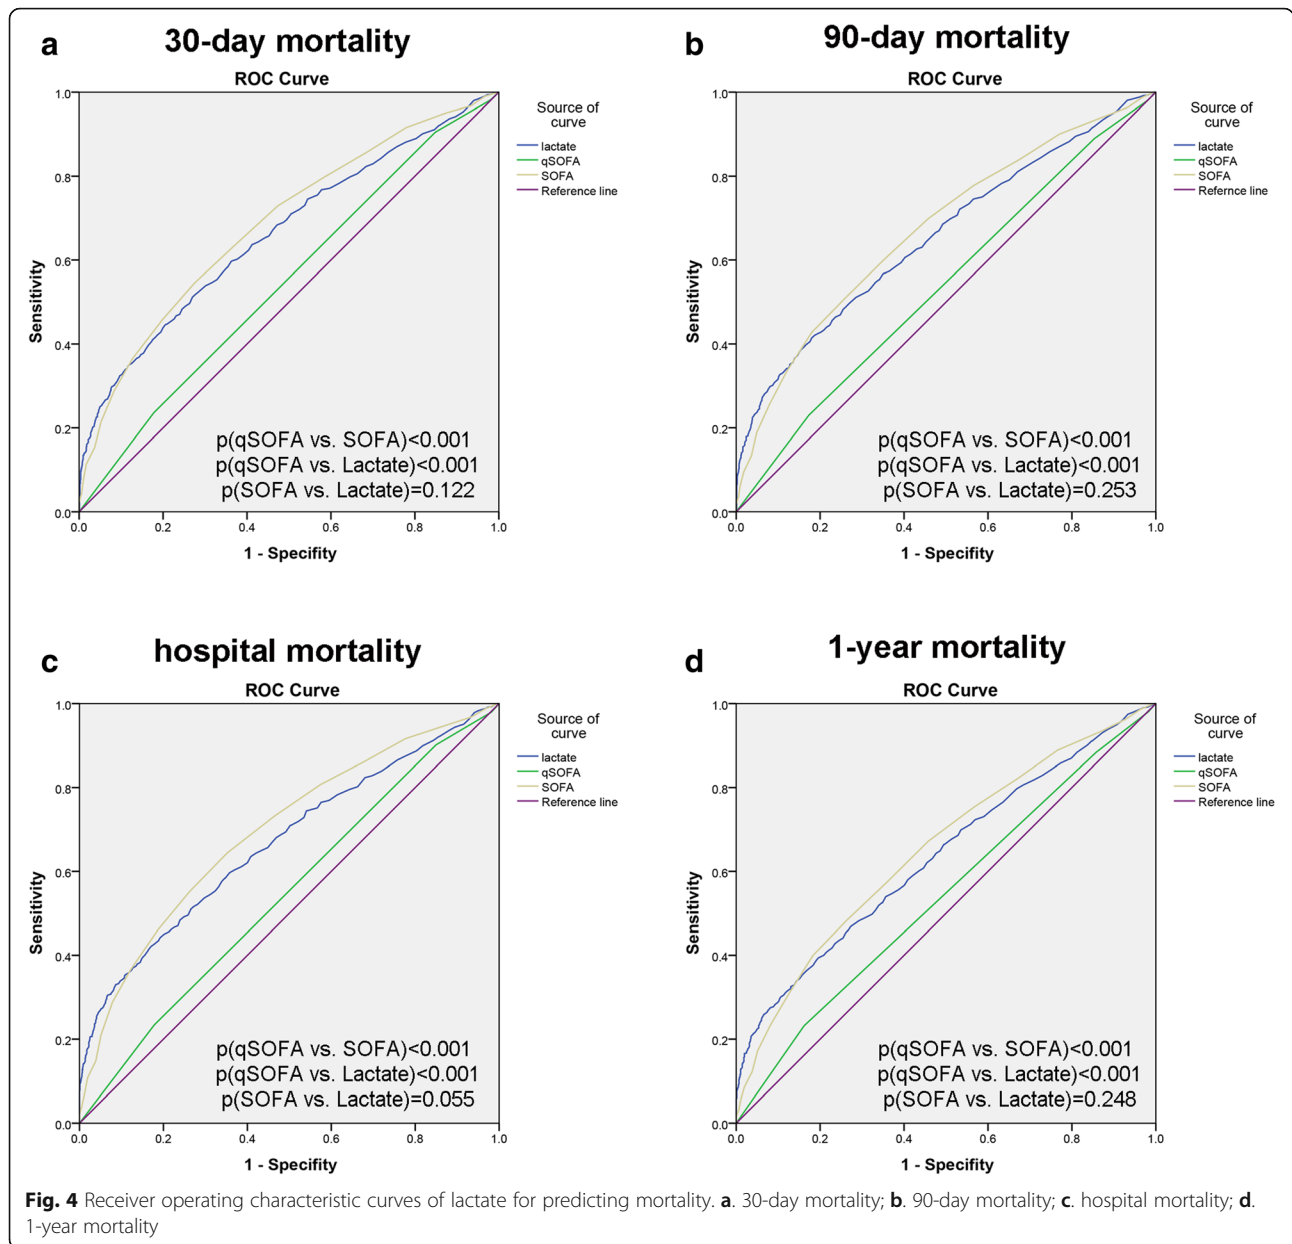 a
30-day mortality
ROC Curve
1.0
0.8
0.6
0.4
0.2
0.0
Sensitivity
0.0 0.2 0.4 0.6 0.8 1.0
1 - Specifity
Source of
curve
lactate
qSOFA
SOFA
Reference line
p(qSOFA vs. SOFA)<0.001
p(qSOFA vs. Lactate)<0.001
p(SOFA vs. Lactate)=0.122
b
90-day mortality
ROC Curve
1.0
0.8
0.6
0.4
0.2
0.0
Sensitivity
0.0 0.2 0.4 0.6 0.8 1.0
1 - Specifity
Source of
curve
lactate
qSOFA
SOFA
Refernce line
p(qSOFA vs. SOFA)<0.001
p(qSOFA vs. Lactate)<0.001
p(SOFA vs. Lactate)=0.253
c
hospital mortality
ROC Curve
1.0
0.8
0.6
0.4
0.2
0.0
Sensitivity
0.0 0.2 0.4 0.6 0.8 1.0
1 - Specifity
Source of
curve
lactate
qSOFA
SOFA
Reference line
p(qSOFA vs. SOFA)<0.001
p(qSOFA vs. Lactate)<0.001
p(SOFA vs. Lactate)=0.055
d
1-year mortality
ROC Curve
1.0
0.8
0.6
0.4
0.2
0.0
Sensitivity
0.0 0.2 0.4 0.6 0.8 1.0
1 - Specifity
Source of
curve
lactate
qSOFA
SOFA
Reference line
p(qSOFA vs. SOFA)<0.001
p(qSOFA vs. Lactate)<0.001
p(SOFA vs. Lactate)=0.248
Fig. 4 Receiver operating characteristic curves of lactate for predicting mortality. a. 30-day mortality; b. 90-day mortality; c. hospital mortality; d.
1-year mortality